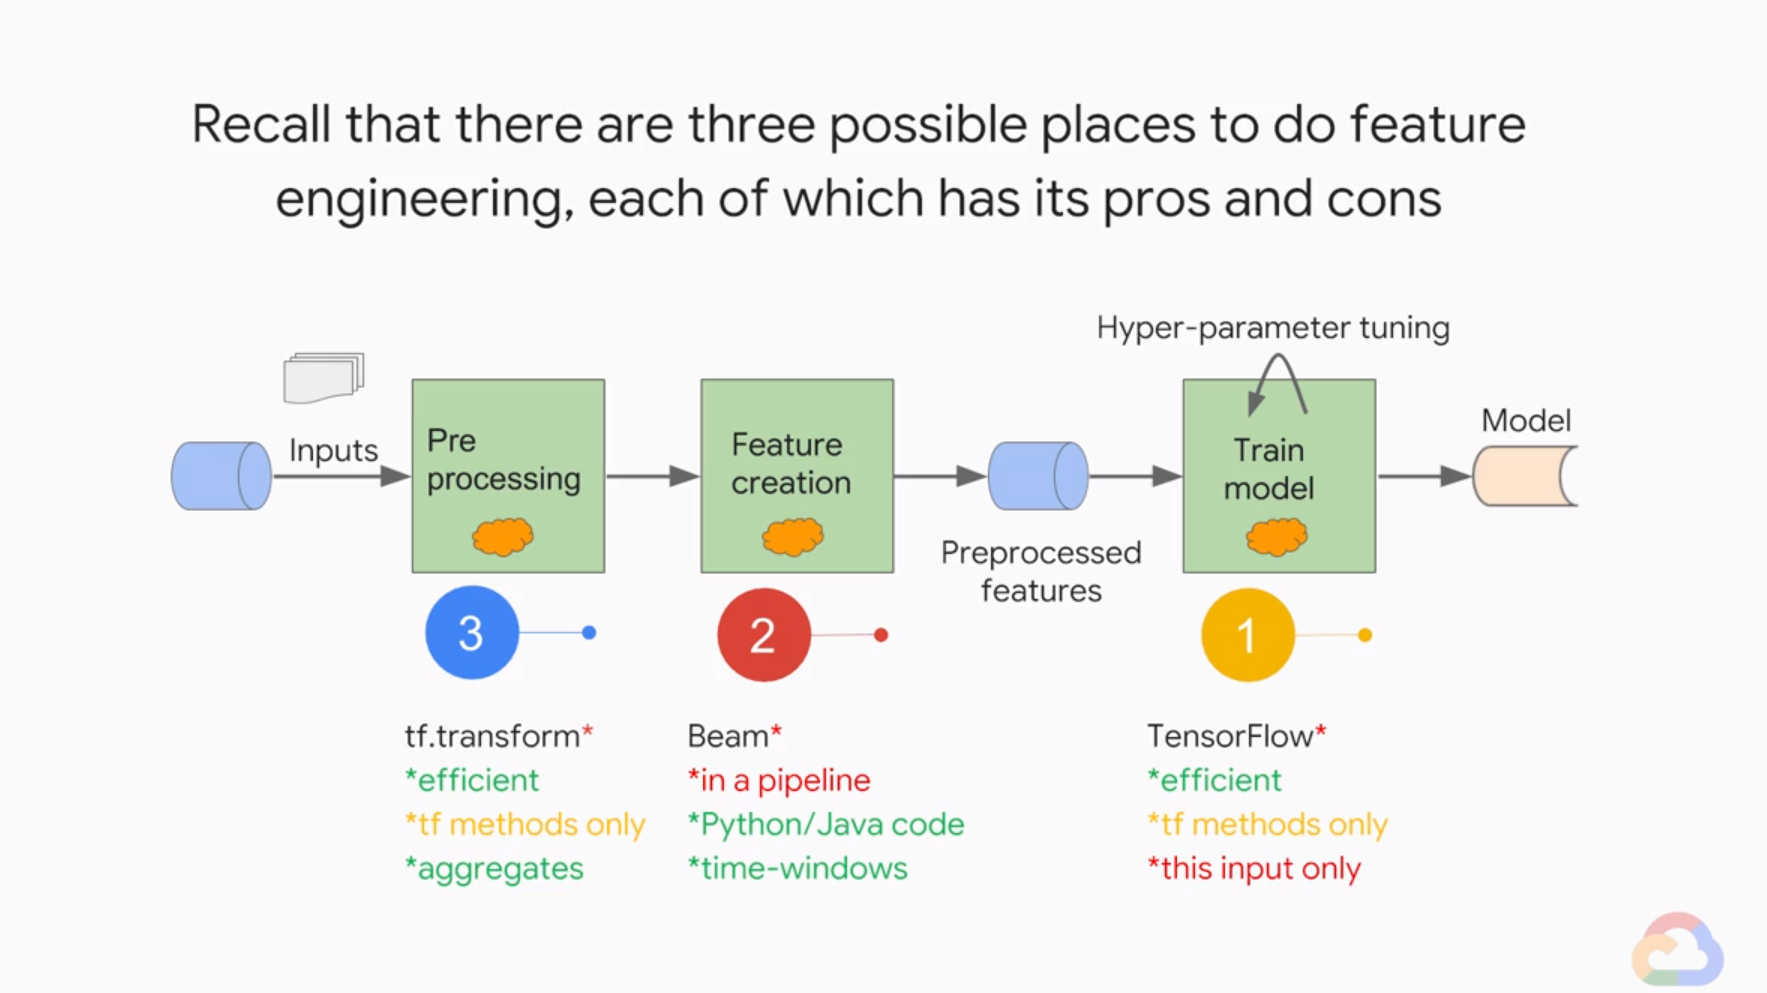 Recall that there are three possible places to do feature
engineering, each of which has its pros and cons
Hyper-parameter tuning
Inputs
Pre
processing
Feature
creation
Preprocessed
features
Train
model
Model
3
2
1
tf.transform*
*efficient
*tf methods only
*aggregates
Beam*
*in a pipeline
*Python/Java code
*time-windows
TensorFlow*
*efficient
*tf methods only
*this input only